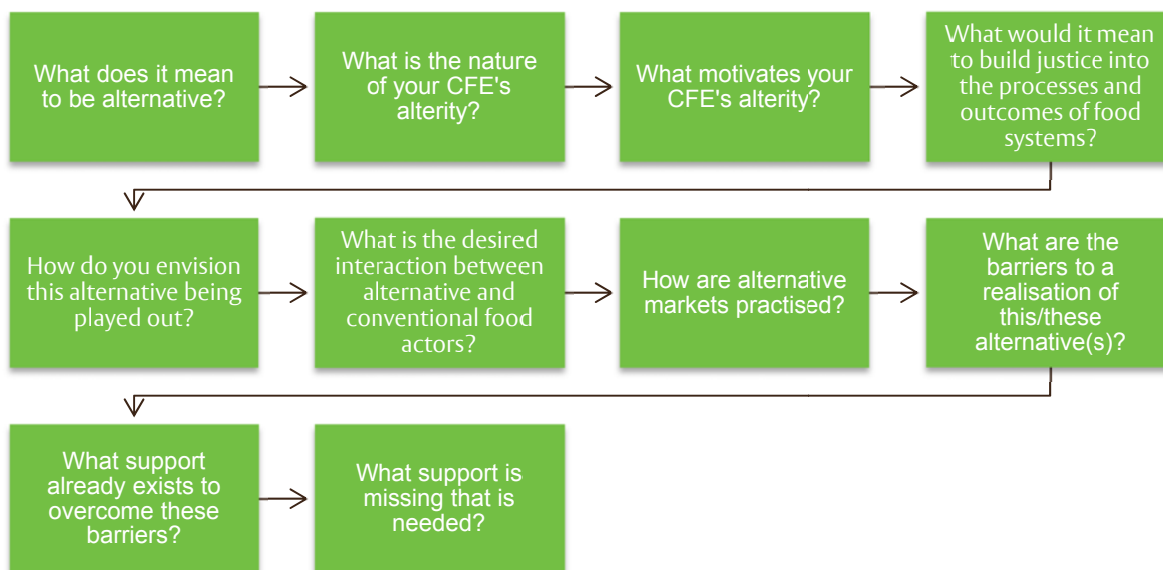 What does it mean
to be alternative?
What is the nature
of your CFE's
alterity?
What motivates your
CFE's alterity?
What would it mean
to build justice into
the processes and
outcomes of food
systems?
How do you envision
this alternative being
played out?
What is the desired
interaction between
alternative and
conventional food
actors?
How are alternative
markets practised?
What are the
barriers to a
realisation of
this/these
alternative(s)?
What support
already exists to
overcome these
barriers?
What support is
missing that is
needed?